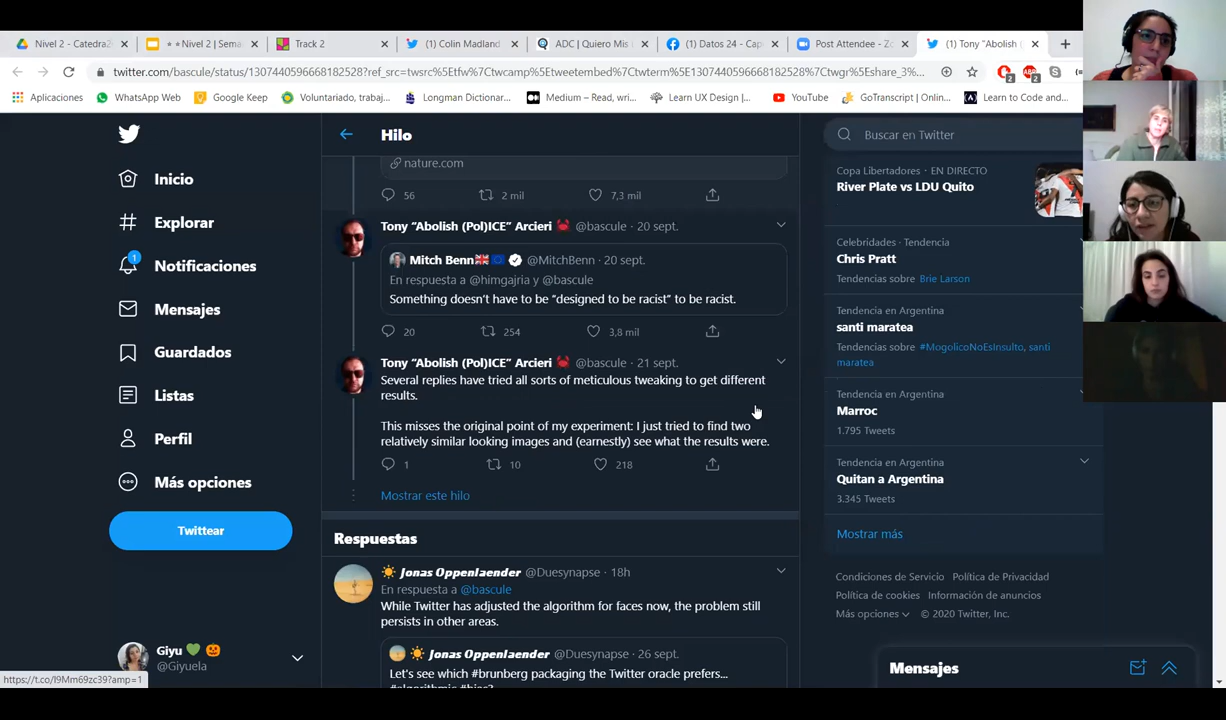 Nivel 2 - Catedra2
⭐⭐Nivel 2 | Sema
Track 2
(1) Colin Madland
ADC | Quiero Mis
(1) Datos 24 - Cap
Post Attendee - Zo
(1) Tony "Abolish (
twitter.com/bascule/status/1307440596668182528?ref_src=twsrc%5Etfw%7Ctwcamp%5Etweetembed%7Ctwterm%5E1307440596668182528%7Ctwgr%5Eshare_3%...
Aplicaciones
WhatsApp Web
Google Keep
Voluntariado, trabaj...
Longman Dictionar...
Medium – Read, wri...
Learn UX Design |...
YouTube
GoTranscript | Onlin...
Learn to Code and...
Inicio
Explorar
1
Notificaciones
Mensajes
Guardados
Listas
Perfil
Más opciones
Twittear
Giyu 💚 🎃
@Giyuela
https://t.co/I9Mm69zc39?amp=1
Hilo
nature.com
56 2 mil 7,3 mil
Tony "Abolish (Pol)ICE" Arcieri 🦀 @bascule · 20 sept.
Mitch Benn🇬🇧🇪🇺 @MitchBenn · 20 sept.
En respuesta a @himgajria y @bascule
Something doesn't have to be "designed to be racist" to be racist.
20 254 3,8 mil
Tony "Abolish (Pol)ICE" Arcieri 🦀 @bascule · 21 sept.
Several replies have tried all sorts of meticulous tweaking to get different
results.
This misses the original point of my experiment: I just tried to find two
relatively similar looking images and (earnestly) see what the results were.
1 10 218
Mostrar este hilo
Respuestas
☀️ Jonas Oppenlaender @Duesynapse · 18h
En respuesta a @bascule
While Twitter has adjusted the algorithm for faces now, the problem still
persists in other areas.
☀️ Jonas Oppenlaender @Duesynapse · 26 sept.
Let's see which #brunberg packaging the Twitter oracle prefers...
#algorithmic #bias?
Buscar en Twitter
Copa Libertadores · EN DIRECTO
River Plate vs LDU Quito
Celebridades · Tendencia
Chris Pratt
Tendencias sobre Brie Larson
Tendencia en Argentina
santi maratea
Tendencias sobre #MogolicoNoEsInsulto, santi
maratea
Tendencia en Argentina
Marroc
1.795 Tweets
Tendencia en Argentina
Quitan a Argentina
3.345 Tweets
Mostrar más
Condiciones de Servicio Política de Privacidad
Política de cookies Información de anuncios
Más opciones © 2020 Twitter, Inc.
Mensajes